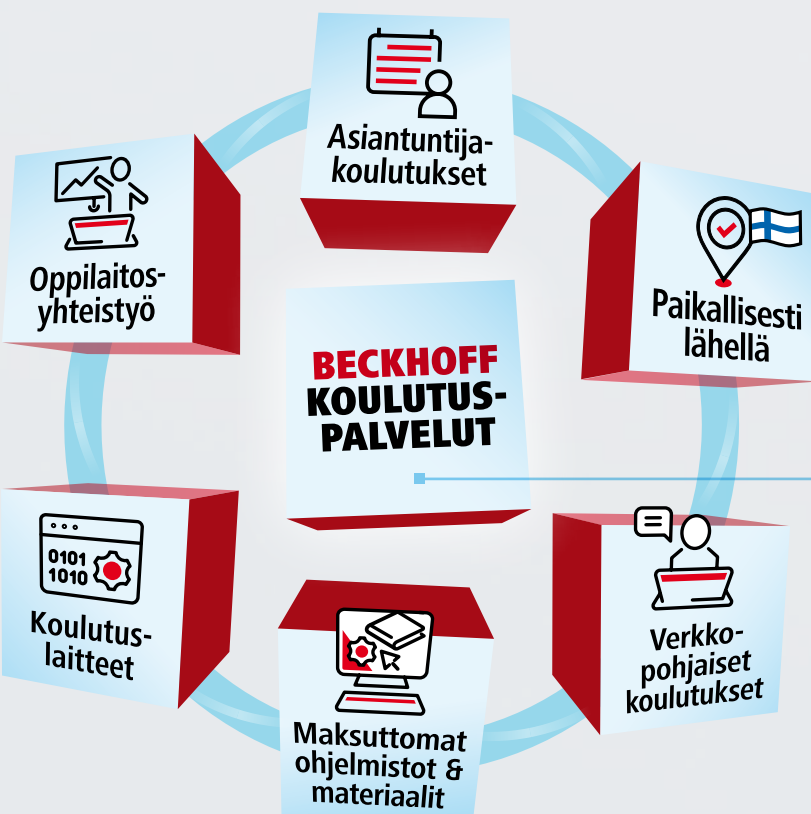 Asiantuntija-
koulutukset
Oppilaitos-
yhteistyö
Paikallisesti
lähellä
BECKHOFF
KOULUTUS-
PALVELUT
0101
1010
Koulutus-
laitteet
Verkko-
pohjaiset
koulutukset
Maksuttomat
ohjelmistot &
materiaalit